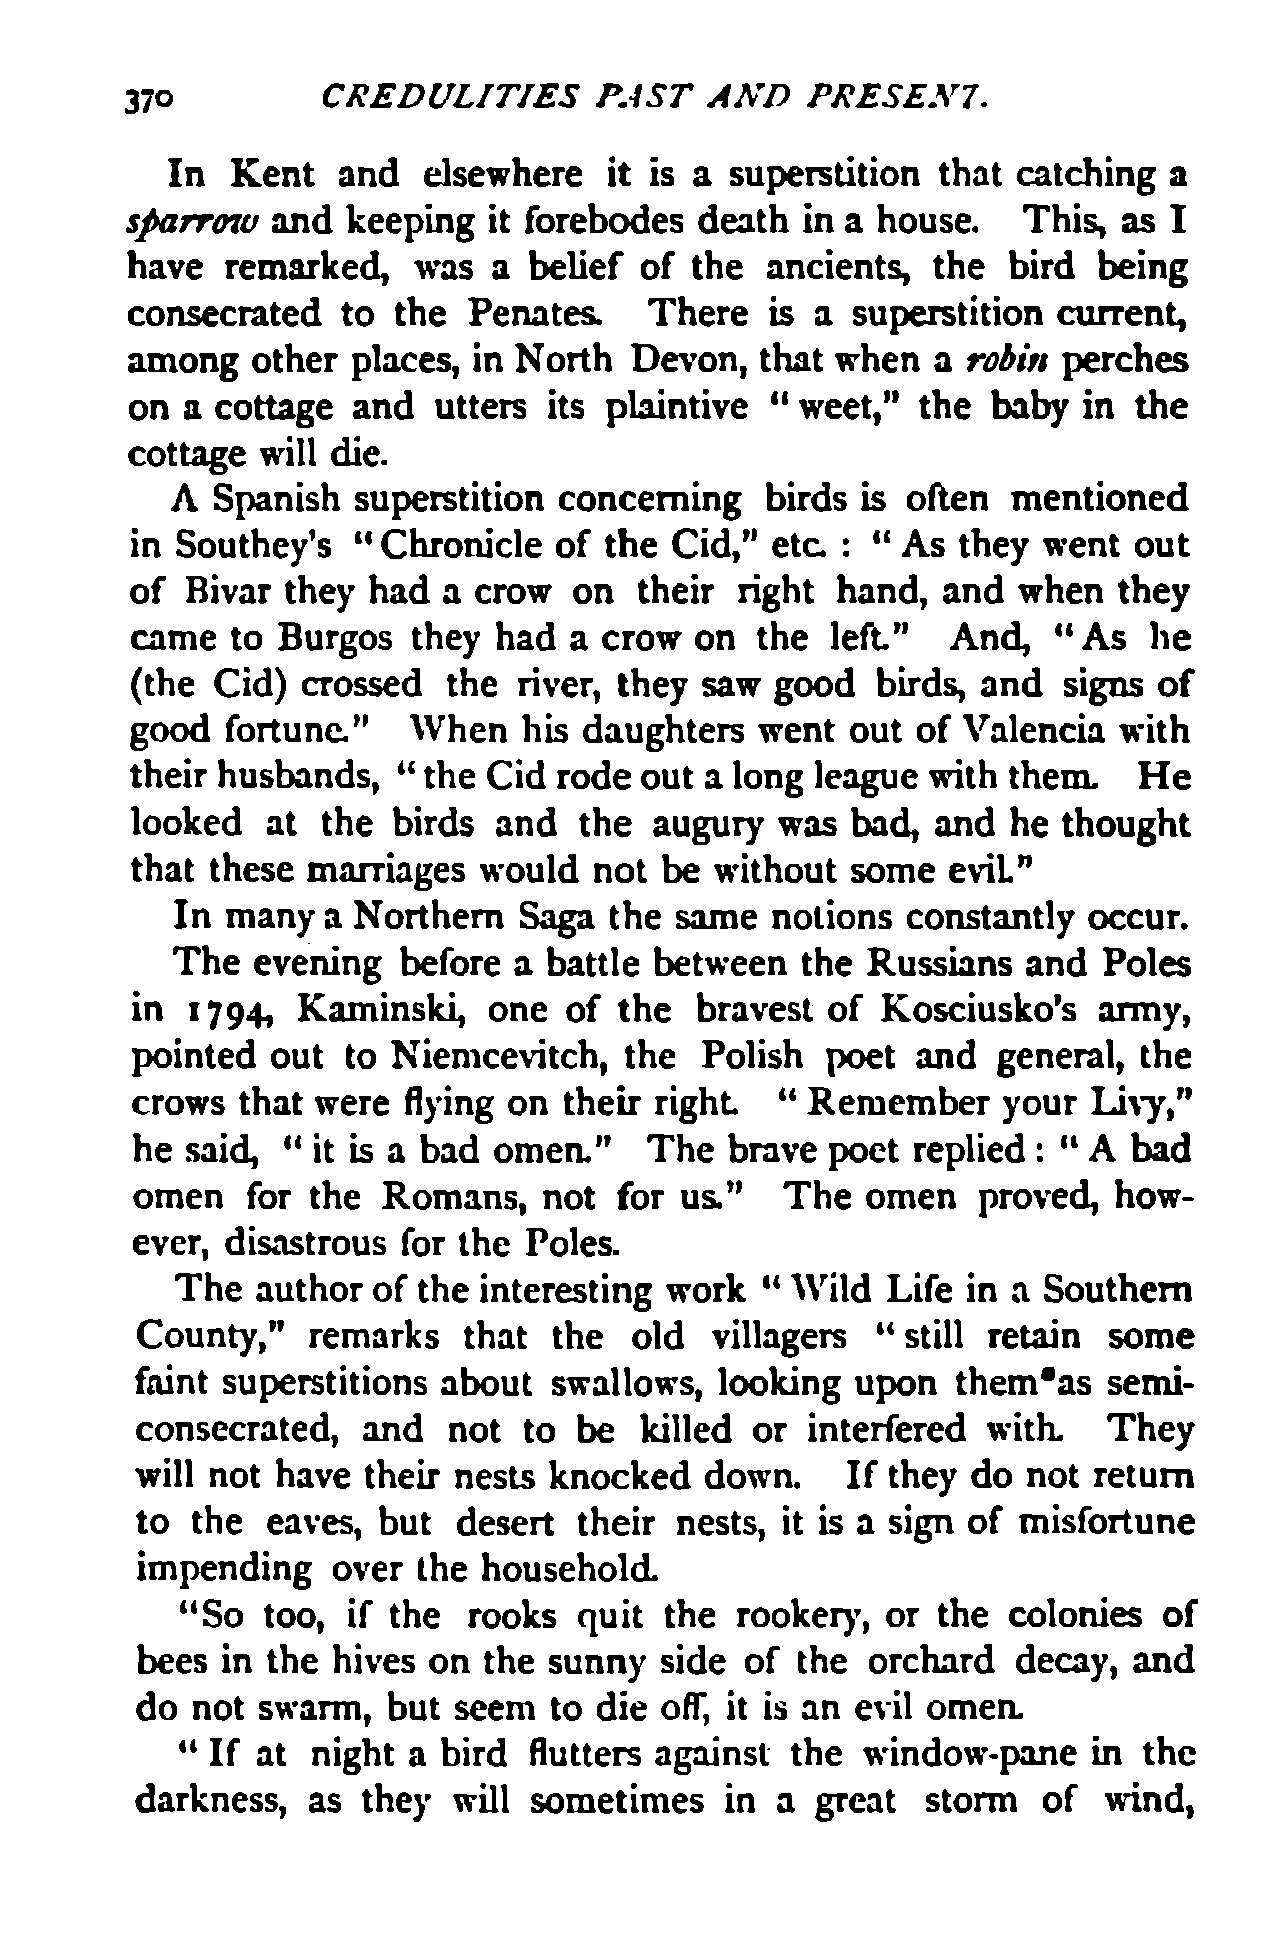 370 CREDULITIES PAST AND PRESENT.
In Kent and elsewhere it is a superstition that catching a
sparrow and keeping it forebodes death in a house. This, as I
have remarked, was a belief of the ancients, the bird being
consecrated to the Penates. There is a superstition current,
among other places, in North Devon, that when a robin perches
on a cottage and utters its plaintive "weet," the baby in the
cottage will die.
A Spanish superstition concerning birds is often mentioned
in Southey's "Chronicle of the Cid," etc. : "As they went out
of Bivar they had a crow on their right hand, and when they
came to Burgos they had a crow on the left." And, "As he
(the Cid) crossed the river, they saw good birds, and signs of
good fortune." When his daughters went out of Valencia with
their husbands, "the Cid rode out a long league with them. He
looked at the birds and the augury was bad, and he thought
that these marriages would not be without some evil."
In many a Northern Saga the same notions constantly occur.
The evening before a battle between the Russians and Poles
in 1794, Kaminski, one of the bravest of Kosciusko's army,
pointed out to Niemcevitch, the Polish poet and general, the
crows that were flying on their right. "Remember your Livy,"
he said, "it is a bad omen." The brave poet replied : "A bad
omen for the Romans, not for us." The omen proved, how-
ever, disastrous for the Poles.
The author of the interesting work "Wild Life in a Southern
County," remarks that the old villagers "still retain some
faint superstitions about swallows, looking upon them as semi-
consecrated, and not to be killed or interfered with. They
will not have their nests knocked down. If they do not return
to the eaves, but desert their nests, it is a sign of misfortune
impending over the household.
"So too, if the rooks quit the rookery, or the colonies of
bees in the hives on the sunny side of the orchard decay, and
do not swarm, but seem to die off, it is an evil omen.
"If at night a bird flutters against the window-pane in the
darkness, as they will sometimes in a great storm of wind,